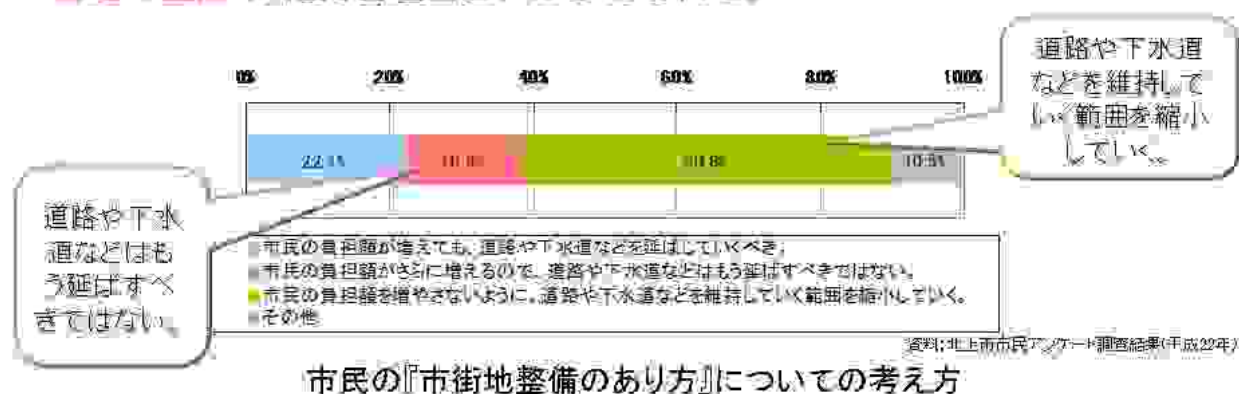 0% 20% 40% 60% 80% 100%
道路や下水道
などを維持して
いく範囲を縮小
していく。
22.1%
10.5%
道路や下水
道などはも
う延ばすべ
きではない。
市民の負担額が増えても、道路や下水道などを延ばしていくべき。
市民の負担額がさらに増えるので、道路や下水道などはもう延ばすべきではない。
市民の負担額を増やさないように、道路や下水道などを維持していく範囲を縮小していく。
その他
資料:北上市市民アンケート調査結果(平成22年)
市民の『市街地整備のあり方』についての考え方